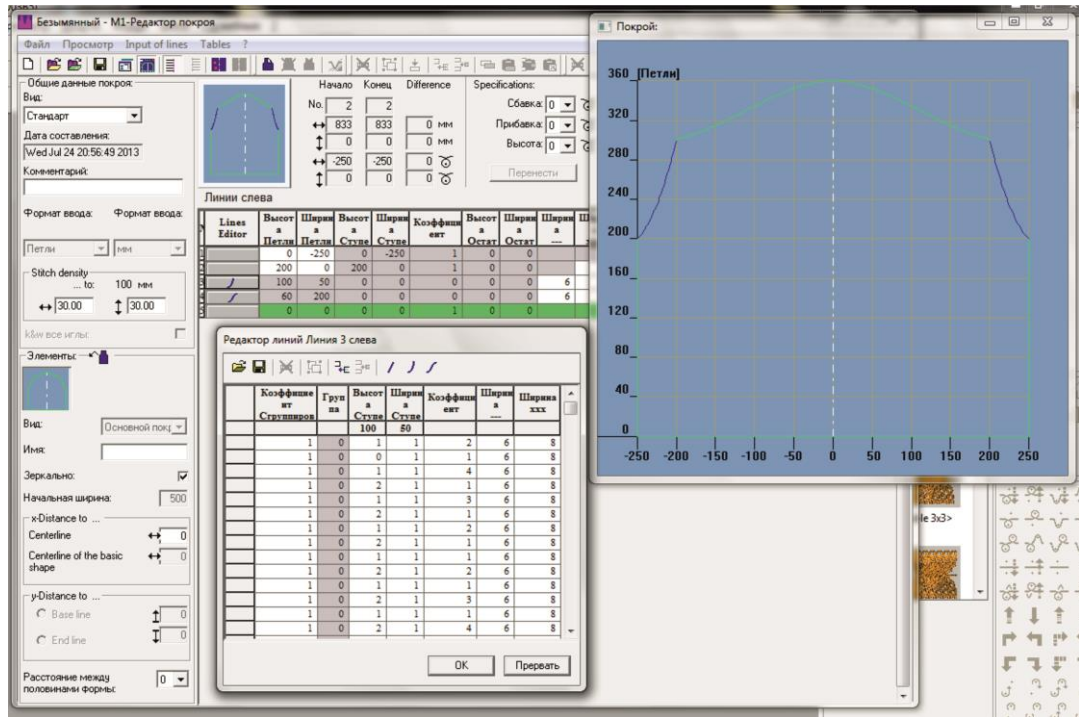 Безымянный - М1-Редактор покроя
Файл Просмотр Input of lines Tables ?
Общие данные покроя:
Вид:
Стандарт
Дата составления:
Wed Jul 24 20:56:49 2013
Комментарий:
Формат ввода: Формат ввода:
Петли мм
Stitch density
... to: 100 мм
30.00 30.00
k&w все иглы:
Элементы:
Вид: Основной покр
Имя:
Зеркально:
Начальная ширина: 500
x-Distance to ...
Centerline 0
Centerline of the basic shape 0
y-Distance to ...
Base line 0
End line 0
Расстояние между половинами формы: 0
Начало Конец Difference
No. 2 2
833 833 0 мм
0 0 0 мм
-250 -250 0
0 0 0
Specifications:
Сбавка: 0
Прибавка: 0
Высота: 0
Перенести
Линии слева
Lines Editor Высота Петли Ширина Петли Высота Ступе Ширина Ступе Коэффициент Высота Остат Ширина Остат Ширина ---
0 -250 0 -250 1 0 0
200 0 200 0 1 0 0
100 50 0 0 0 0 0 6
60 200 0 0 0 0 0 6
0 0 0 0 1 0 0
Редактор линий Линия 3 слева
Коэффициент Сгрупиров Группа Высота Ступе Ширина Ступе Коэффициент Ширина --- Ширина xxx
100 50
1 0 1 1 2 6 8
1 0 0 1 1 6 8
1 0 1 1 4 6 8
1 0 2 1 1 6 8
1 0 1 1 3 6 8
1 0 2 1 1 6 8
1 0 1 1 2 6 8
1 0 2 1 1 6 8
1 0 1 1 1 6 8
1 0 2 1 2 6 8
1 0 1 1 1 6 8
1 0 2 1 3 6 8
1 0 1 1 1 6 8
1 0 2 1 4 6 8
OK Прервать
Покрой:
[Петли]
360
320
280
240
200
160
120
80
40
0
-250 -200 -150 -100 -50 0 50 100 150 200 250
le 3x3>